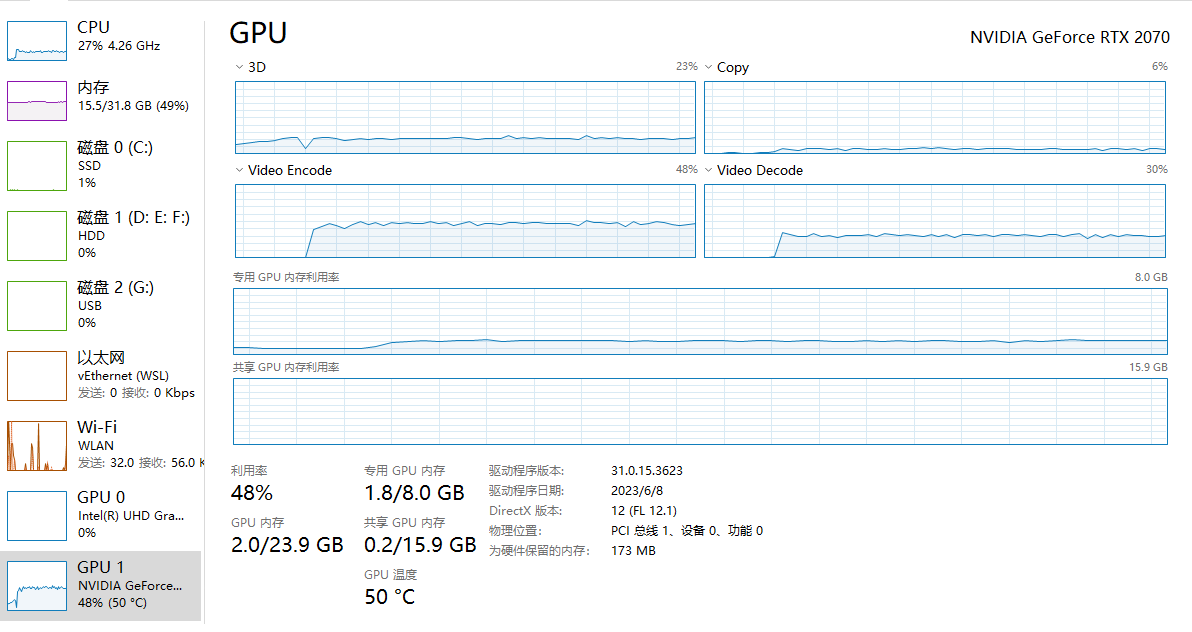 CPU
27% 4.26 GHz
内存
15.5/31.8 GB (49%)
磁盘 0 (C:)
SSD
1%
磁盘 1 (D: E: F:)
HDD
0%
磁盘 2 (G:)
USB
0%
以太网
vEthernet (WSL)
发送: 0 接收: 0 Kbps
Wi-Fi
WLAN
发送: 32.0 接收: 56.0 K
GPU 0
Intel(R) UHD Gra...
0%
GPU 1
NVIDIA GeForce...
48% (50 °C)
GPU
NVIDIA GeForce RTX 2070
3D 23%
Copy 6%
Video Encode 48%
Video Decode 30%
专用 GPU 内存利用率 8.0 GB
共享 GPU 内存利用率 15.9 GB
利用率
48%
GPU 内存
2.0/23.9 GB
专用 GPU 内存
1.8/8.0 GB
共享 GPU 内存
0.2/15.9 GB
GPU 温度
50 °C
驱动程序版本: 31.0.15.3623
驱动程序日期: 2023/6/8
DirectX 版本: 12 (FL 12.1)
物理位置: PCI 总线 1、设备 0、功能 0
为硬件保留的内存: 173 MB